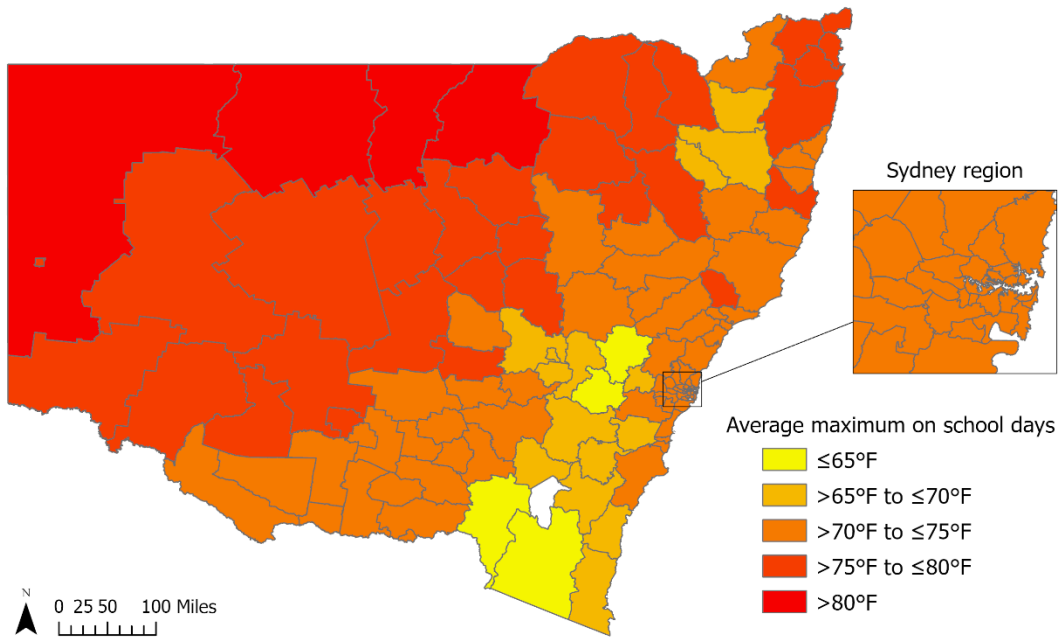 Sydney region
Average maximum on school days
≤65°F
>65°F to ≤70°F
>70°F to ≤75°F
>75°F to ≤80°F
>80°F
N
0 25 50 100 Miles